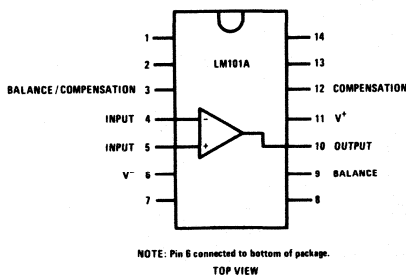 LM101A
1
2
BALANCE/COMPENSATION 3
INPUT 4 -
INPUT 5 +
V- 6
7
14
13
12 COMPENSATION
11 V+
10 OUTPUT
9 BALANCE
8
NOTE: Pin 6 connected to bottom of package.
TOP VIEW